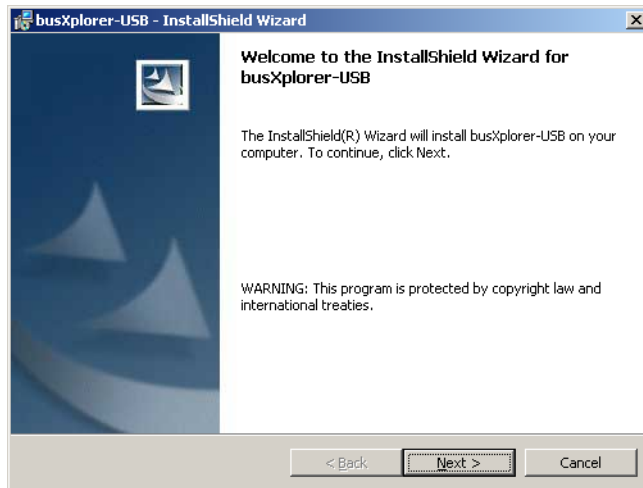 busXplorer-USB - InstallShield Wizard
Welcome to the InstallShield Wizard for
busXplorer-USB
The InstallShield(R) Wizard will install busXplorer-USB on your
computer. To continue, click Next.
WARNING: This program is protected by copyright law and
international treaties.
< Back
Next >
Cancel